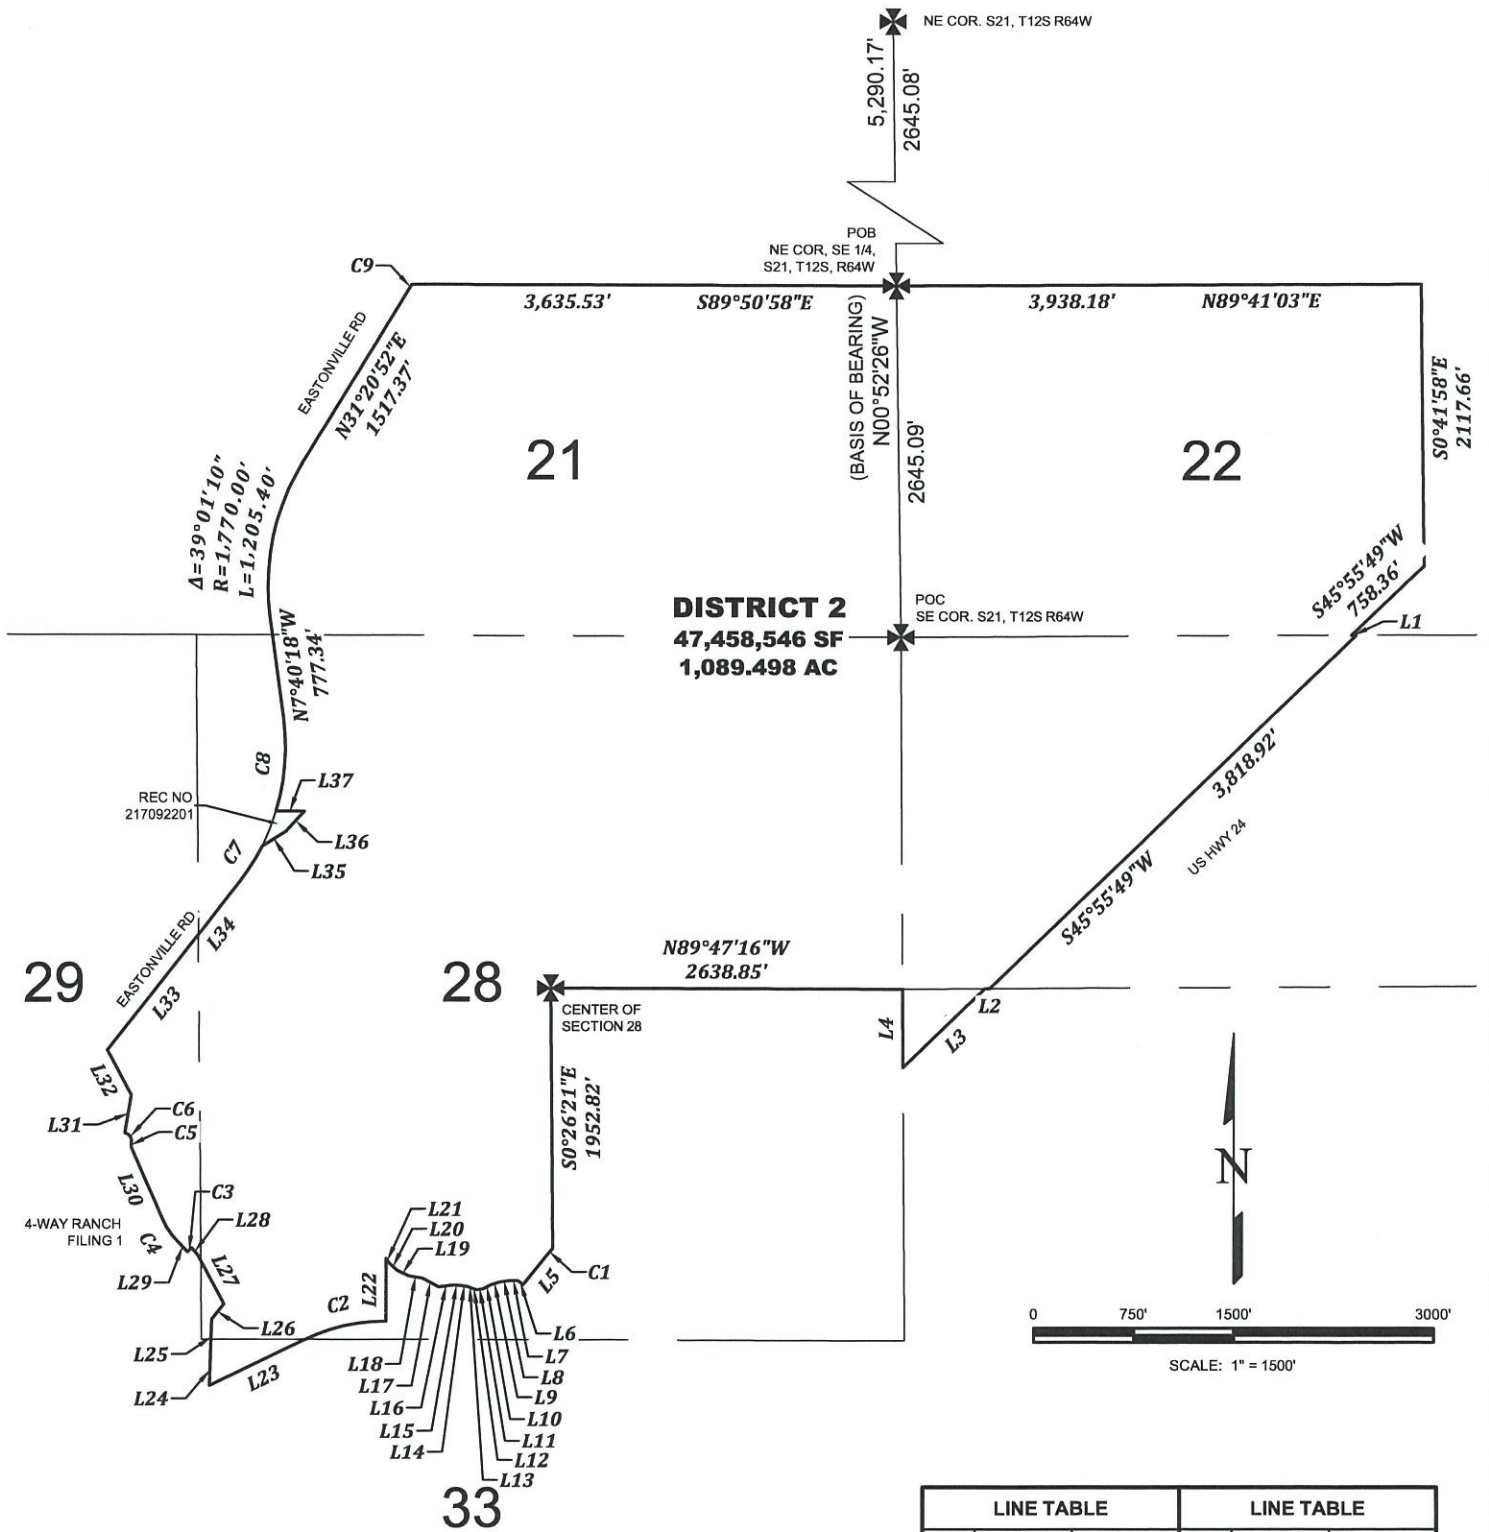 NE COR. S21, T12S R64W
5,290.17'
2645.08'
POB
NE COR, SE 1/4,
S21, T12S, R64W
C9
3,635.53'
S89°50'58"E
3,938.18'
N89°41'03"E
EASTONVILLE RD
N31°20'52"E
1517.37'
(BASIS OF BEARING)
N00°52'26"W
2645.09'
S0°41'58"E
2117.66'
21
22
Δ=39°01'10"
R=1,770.00'
L=1,205.40'
S45°55'49"W
758.36'
L1
DISTRICT 2
47,458,546 SF
1,089.498 AC
POC
SE COR. S21, T12S R64W
N7°40'18"W
777.34'
C8
L37
REC NO
217092201
L36
L35
C7
3,818.92'
US HWY 24
S45°55'49"W
EASTONVILLE RD
L34
L33
29
28
N89°47'16"W
2638.85'
CENTER OF
SECTION 28
L4
L2
L3
L32
L31
C6
C5
S0°26'21"E
1952.82'
L30
C3
L28
4-WAY RANCH
FILING 1
C4
L29
L27
L21
L20
L19
C1
L5
L22
C2
L26
L25
L24
L23
L6
L7
L8
L9
L10
L11
L12
L13
L18
L17
L16
L15
L14
33
N
0 750' 1500' 3000'
SCALE: 1" = 1500'
LINE TABLE LINE TABLE